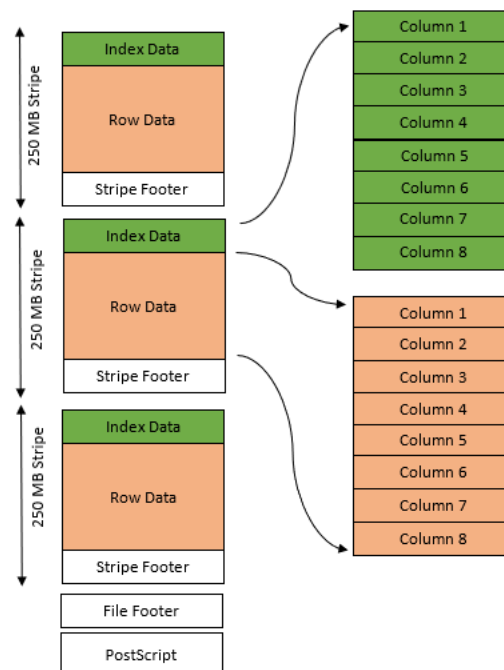 250 MB Stripe
Index Data
Row Data
Stripe Footer
250 MB Stripe
Index Data
Row Data
Stripe Footer
250 MB Stripe
Index Data
Row Data
Stripe Footer
File Footer
PostScript
Column 1
Column 2
Column 3
Column 4
Column 5
Column 6
Column 7
Column 8
Column 1
Column 2
Column 3
Column 4
Column 5
Column 6
Column 7
Column 8